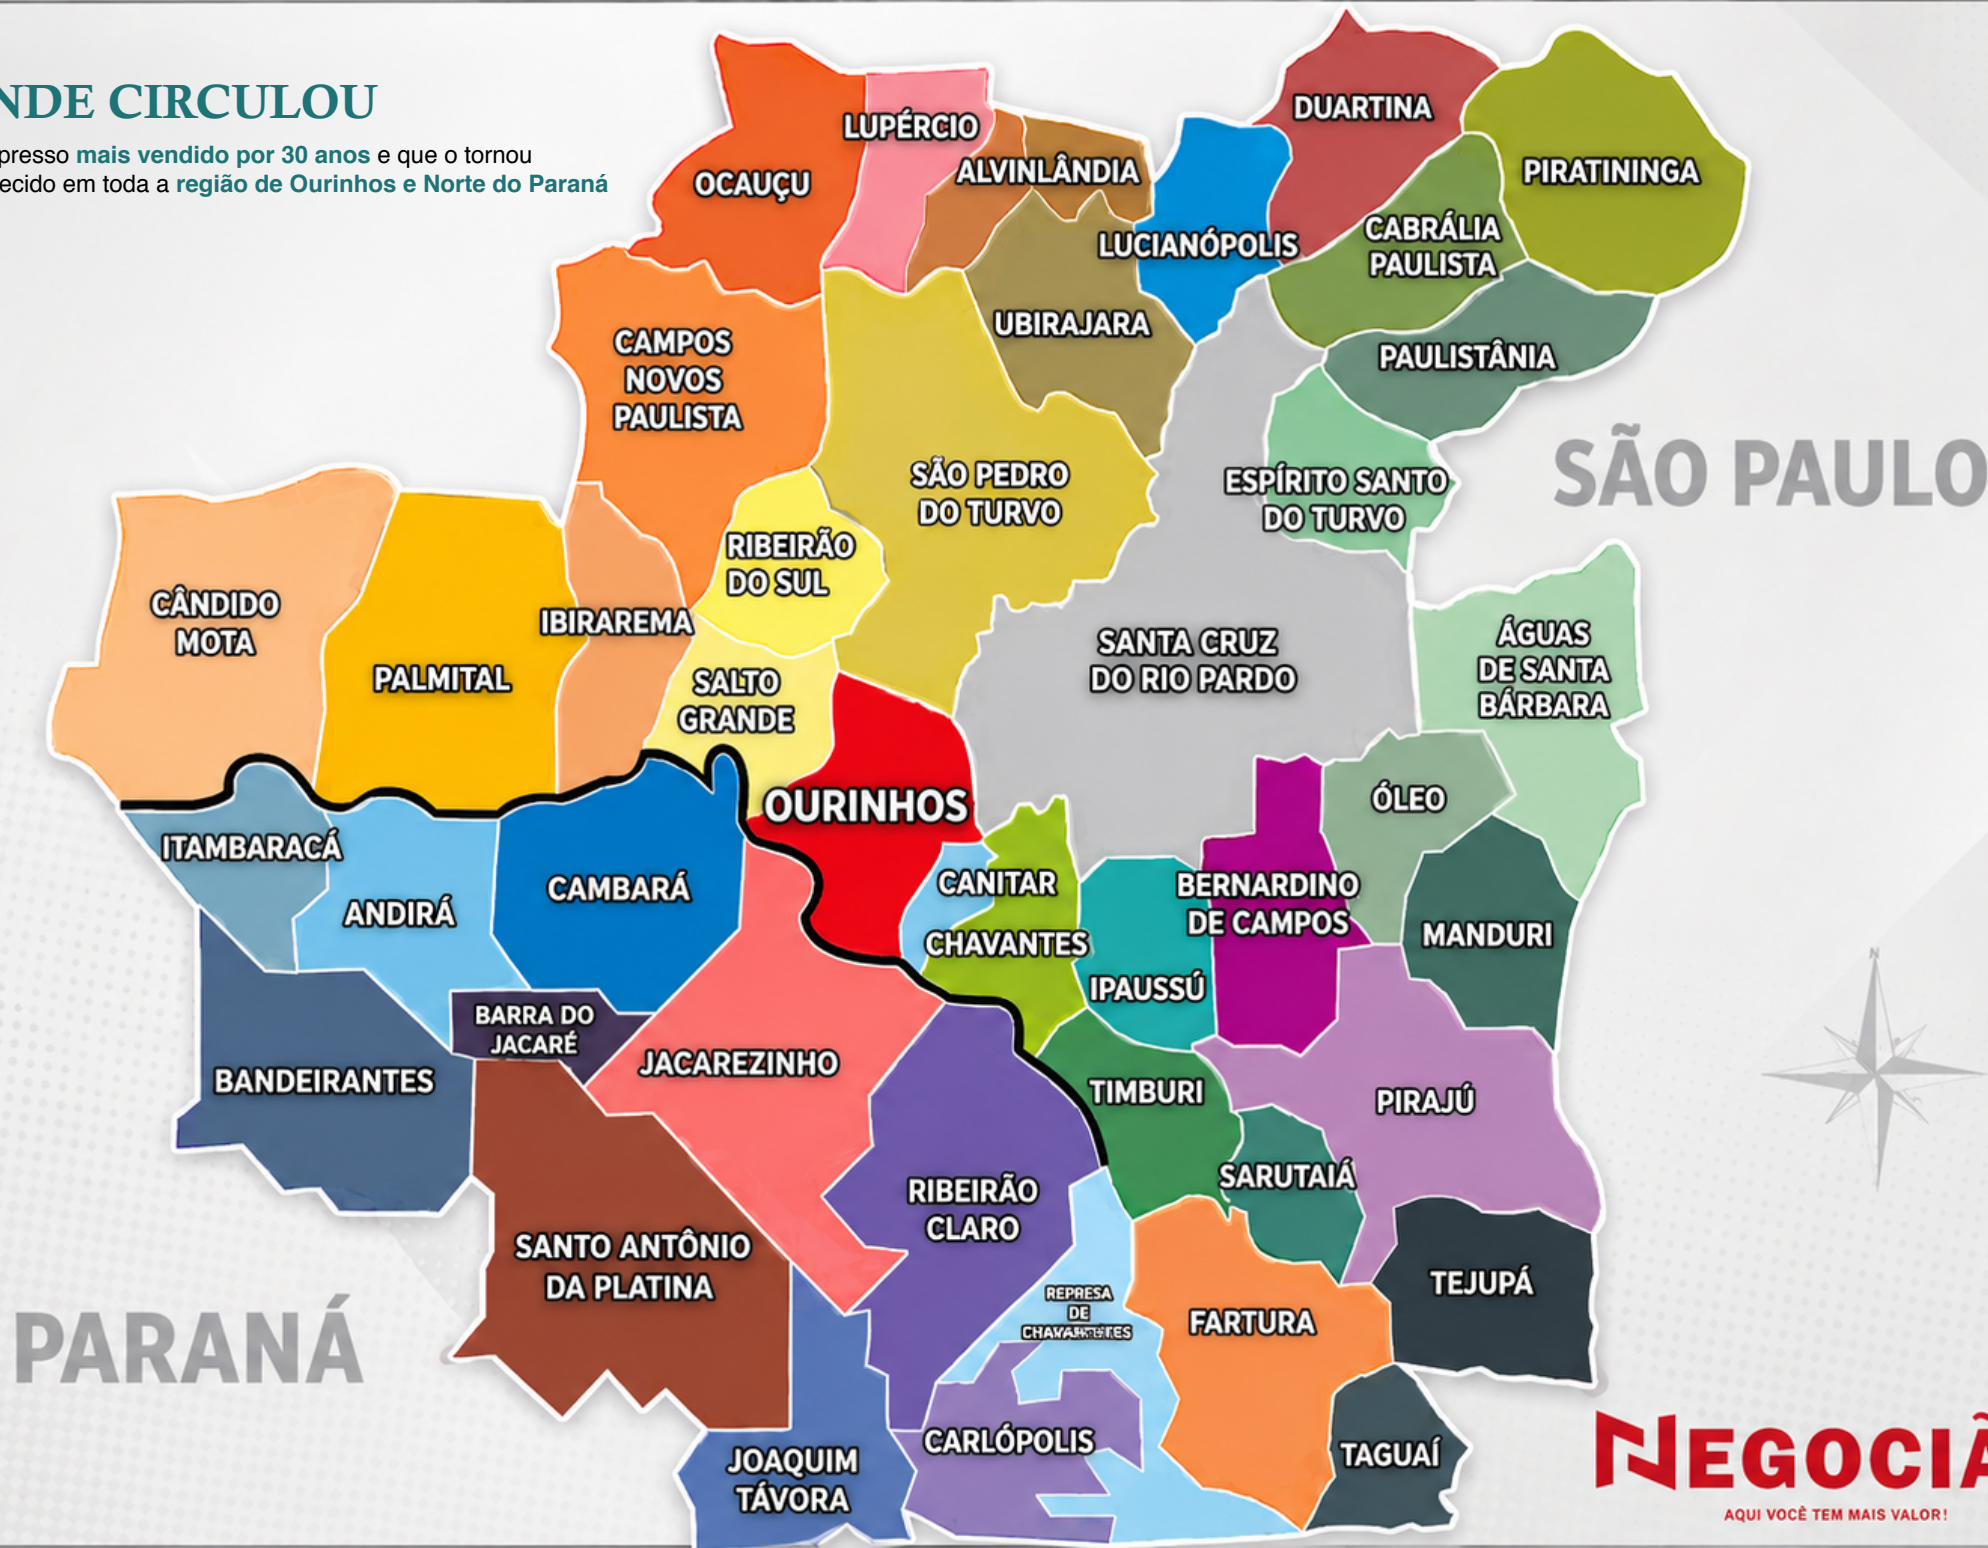 NDE CIRCULOU
presso mais vendido por 30 anos e que o tornou
ecido em toda a região de Ourinhos e Norte do Paraná
DUARTINA
LUPÉRCIO
OCAUÇU
ALVINLÂNDIA
PIRATININGA
LUCIANÓPOLIS
CABRÁLIA
PAULISTA
UBIRAJARA
CAMPOS
NOVOS
PAULISTA
PAULISTÂNIA
SÃO PAULO
SÃO PEDRO
DO TURVO
ESPÍRITO SANTO
DO TURVO
RIBEIRÃO
DO SUL
CÂNDIDO
MOTA
IBIRAREMA
PALMITAL
SALTO
GRANDE
SANTA CRUZ
DO RIO PARDO
ÁGUAS
DE SANTA
BÁRBARA
OURINHOS
ÓLEO
ITAMBARACÁ
ANDIRÁ
CAMBARÁ
CANITAR
CHAVANTES
BERNARDINO
DE CAMPOS
MANDURI
IPAUSSÚ
N
BARRA DO
JACARÉ
BANDEIRANTES
JACAREZINHO
TIMBURI
PIRAJÚ
SARUTAIÁ
RIBEIRÃO
CLARO
SANTO ANTÔNIO
DA PLATINA
REPRESA
DE
TEJUPÁ
FARTURA
PARANÁ
CARLÓPOLIS
TAGUAÍ
JOAQUIM
TÁVORA
NEGOCIÃ
AQUI VOCÊ TEM MAIS VALOR!